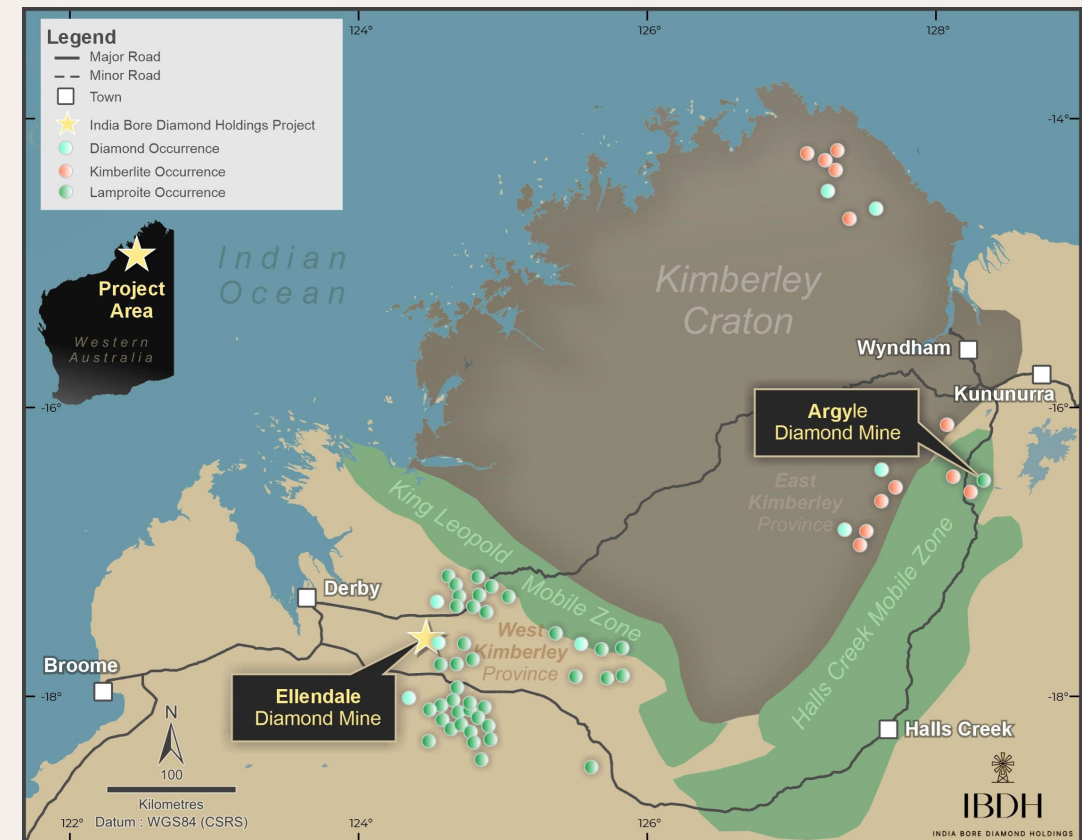 Legend
Major Road
Minor Road
Town
India Bore Diamond Holdings Project
Diamond Occurrence
Kimberlite Occurrence
Lamproite Occurrence
124°
126°
128°
-14°
-14°
Indian
Ocean
Project
Area
Western
Australia
Kimberley
Craton
Wyndham
Kununurra
-16°
-16°
Argyle
Diamond Mine
East
Kimberley
Province
King Leopold Mobile Zone
Halls Creek Mobile Zone
Derby
West
Kimberley
Province
Broome
Ellendale
Diamond Mine
-18°
-18°
Halls Creek
N
100
Kilometres
Datum : WGS84 (CSRS)
122°
124°
126°
IBDH
INDIA BORE DIAMOND HOLDINGS